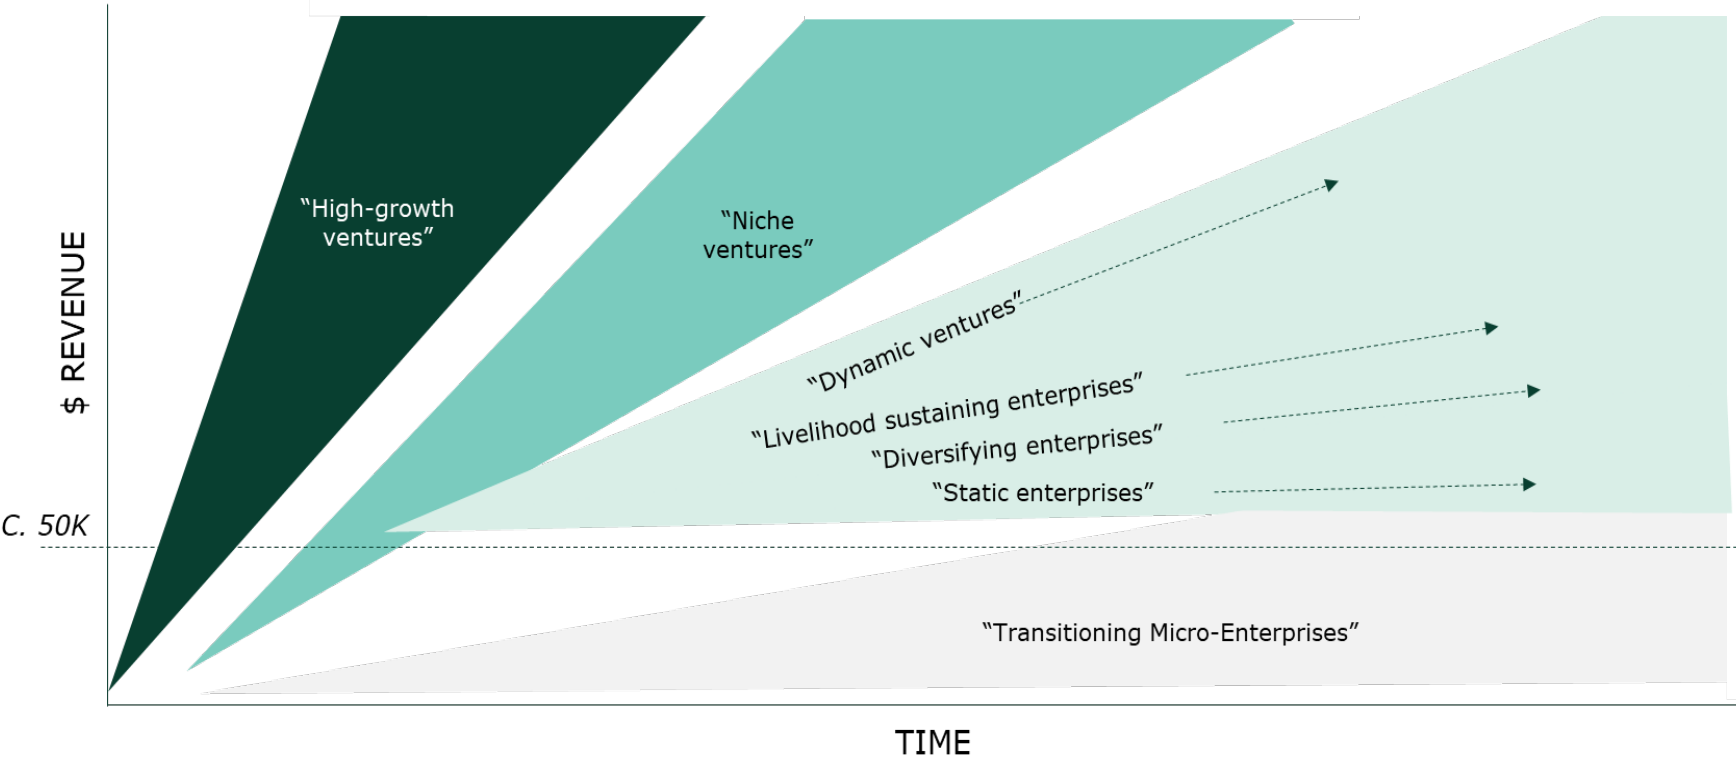 “High-growth
ventures”
“Niche
ventures”
“Dynamic ventures”
“Livelihood sustaining enterprises”
“Diversifying enterprises”
“Static enterprises”
“Transitioning Micro-Enterprises”
$ REVENUE
C. 50K
TIME